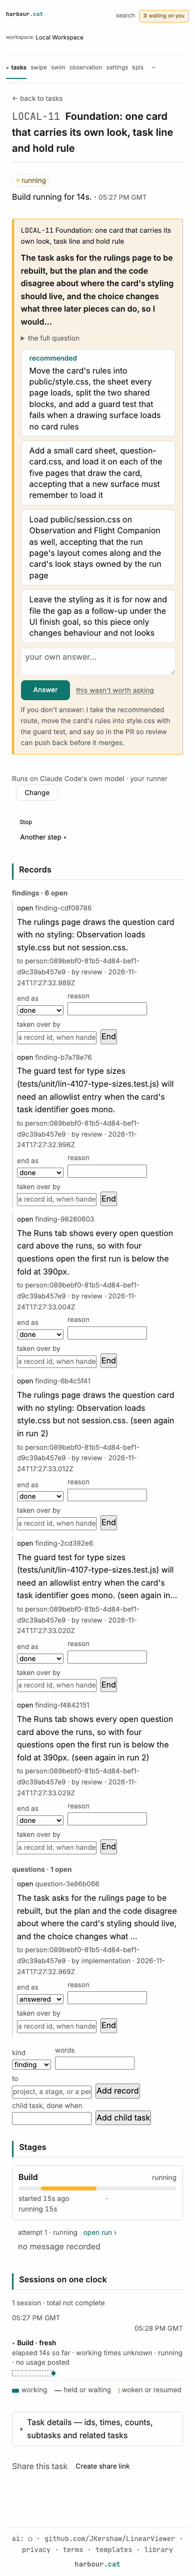 harbour.cat
search
3 waiting on you
workspace: Local Workspace
tasks swipe swim observation settings kpis
← back to tasks
LOCAL-11 Foundation: one card that carries its own look, task line and hold rule
running
Build running for 14s. · 05:27 PM GMT
LOCAL-11 Foundation: one card that carries its own look, task line and hold rule
The task asks for the rulings page to be rebuilt, but the plan and the code disagree about where the card's styling should live, and the choice changes what three later pieces can do, so I would...
▸ the full question
recommended
Move the card's rules into public/style.css, the sheet every page loads, split the two shared blocks, and add a guard test that fails when a drawing surface loads no card rules
Add a small card sheet, question-card.css, and load it on each of the five pages that draw the card, accepting that a new surface must remember to load it
Load public/session.css on Observation and Flight Companion as well, accepting that the run page's layout comes along and the card's look stays owned by the run page
Leave the styling as it is for now and file the gap as a follow-up under the UI finish goal, so this piece only changes behaviour and not looks
your own answer...
Answer
this wasn't worth asking
if you don't answer: I take the recommended route, move the card's rules into style.css with the guard test, and say so in the PR so review can push back before it merges.
Runs on Claude Code's own model · your runner
Change
Stop
Another step
Records
findings · 6 open
open finding-cdf08786
The rulings page draws the question card with no styling: Observation loads style.css but not session.css.
to person:089bebf0-81b5-4d84-bef1-d9c39ab457e9 · by review · 2026-11-24T17:27:32.989Z
end as
reason
done
taken over by
a record id, when hande
End
open finding-b7a78e76
The guard test for type sizes (tests/unit/lin-4107-type-sizes.test.js) will need an allowlist entry when the card's task identifier goes mono.
to person:089bebf0-81b5-4d84-bef1-d9c39ab457e9 · by review · 2026-11-24T17:27:32.996Z
end as
reason
done
taken over by
a record id, when hande
End
open finding-98260603
The Runs tab shows every open question card above the runs, so with four questions open the first run is below the fold at 390px.
to person:089bebf0-81b5-4d84-bef1-d9c39ab457e9 · by review · 2026-11-24T17:27:33.004Z
end as
reason
done
taken over by
a record id, when hande
End
open finding-6b4c5f41
The rulings page draws the question card with no styling: Observation loads style.css but not session.css. (seen again in run 2)
to person:089bebf0-81b5-4d84-bef1-d9c39ab457e9 · by review · 2026-11-24T17:27:33.012Z
end as
reason
done
taken over by
a record id, when hande
End
open finding-2cd392e6
The guard test for type sizes (tests/unit/lin-4107-type-sizes.test.js) will need an allowlist entry when the card's task identifier goes mono. (seen again in...
to person:089bebf0-81b5-4d84-bef1-d9c39ab457e9 · by review · 2026-11-24T17:27:33.020Z
end as
reason
done
taken over by
a record id, when hande
End
open finding-f4842151
The Runs tab shows every open question card above the runs, so with four questions open the first run is below the fold at 390px. (seen again in run 2)
to person:089bebf0-81b5-4d84-bef1-d9c39ab457e9 · by review · 2026-11-24T17:27:33.029Z
end as
reason
done
taken over by
a record id, when hande
End
questions · 1 open
open question-3e86b066
The task asks for the rulings page to be rebuilt, but the plan and the code disagree about where the card's styling should live, and the choice changes what ...
to person:089bebf0-81b5-4d84-bef1-d9c39ab457e9 · by implementation · 2026-11-24T17:27:32.969Z
end as
reason
answered
taken over by
a record id, when hande
End
kind
words
finding
to
project, a stage, or a per
Add record
child task, done when
Add child task
Stages
Build
running
started 15s ago ·
running 15s
attempt 1 · running open run ›
no message recorded
Sessions on one clock
1 session · total not complete
05:27 PM GMT
05:28 PM GMT
Build · fresh
elapsed 14s so far · working times unknown · running · no usage posted
working
held or waiting
woken or resumed
Task details — ids, times, counts, subtasks and related tasks
Share this task Create share link
ai: ○ · github.com/JKershaw/LinearViewer · privacy · terms · templates · library
harbour.cat